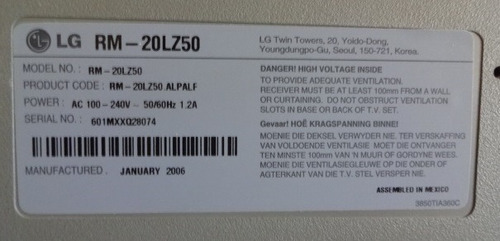 LG RM-20LZ50
LG Twin Towers, 20, Yoido-Dong,
Youngdungpo-Gu, Seoul, 150-721, Korea.
MODEL NO. : RM-20LZ50
PRODUCT CODE : RM-20LZ50.ALPALF
POWER : AC 100-240V~ 50/60Hz 1.2A
SERIAL NO. : 601MXXQ28074
MANUFACTURED : JANUARY 2006
DANGER! HIGH VOLTAGE INSIDE
TO PROVIDE ADEQUATE VENTILATION.
RECEIVER MUST BE AT LEAST 100mm FROM A WALL
OR CURTAINING. DO NOT OBSTRUCT VENTILATION
SLOTS IN BASE OR BACK OF T.V. SET.
Gevaar! HOË KRAGSPANNING BINNE!
MOENIE DIE DEKSEL VERWYDER NIE. TER VERSKAFFING
VAN VOLDOENDE VENTILASIE MOET DIE ONTVANGER
TEN MINSTE 100mm VAN 'N MUUR OF GORDYNE WEES.
MOENIE DIE VENTILASIEGLEUWE OP DIE ONDER OF
AGTERKANT VAN DIE T.V. STEL VERSPER NIE.
ASSEMBLED IN MEXICO
3850TIA360C